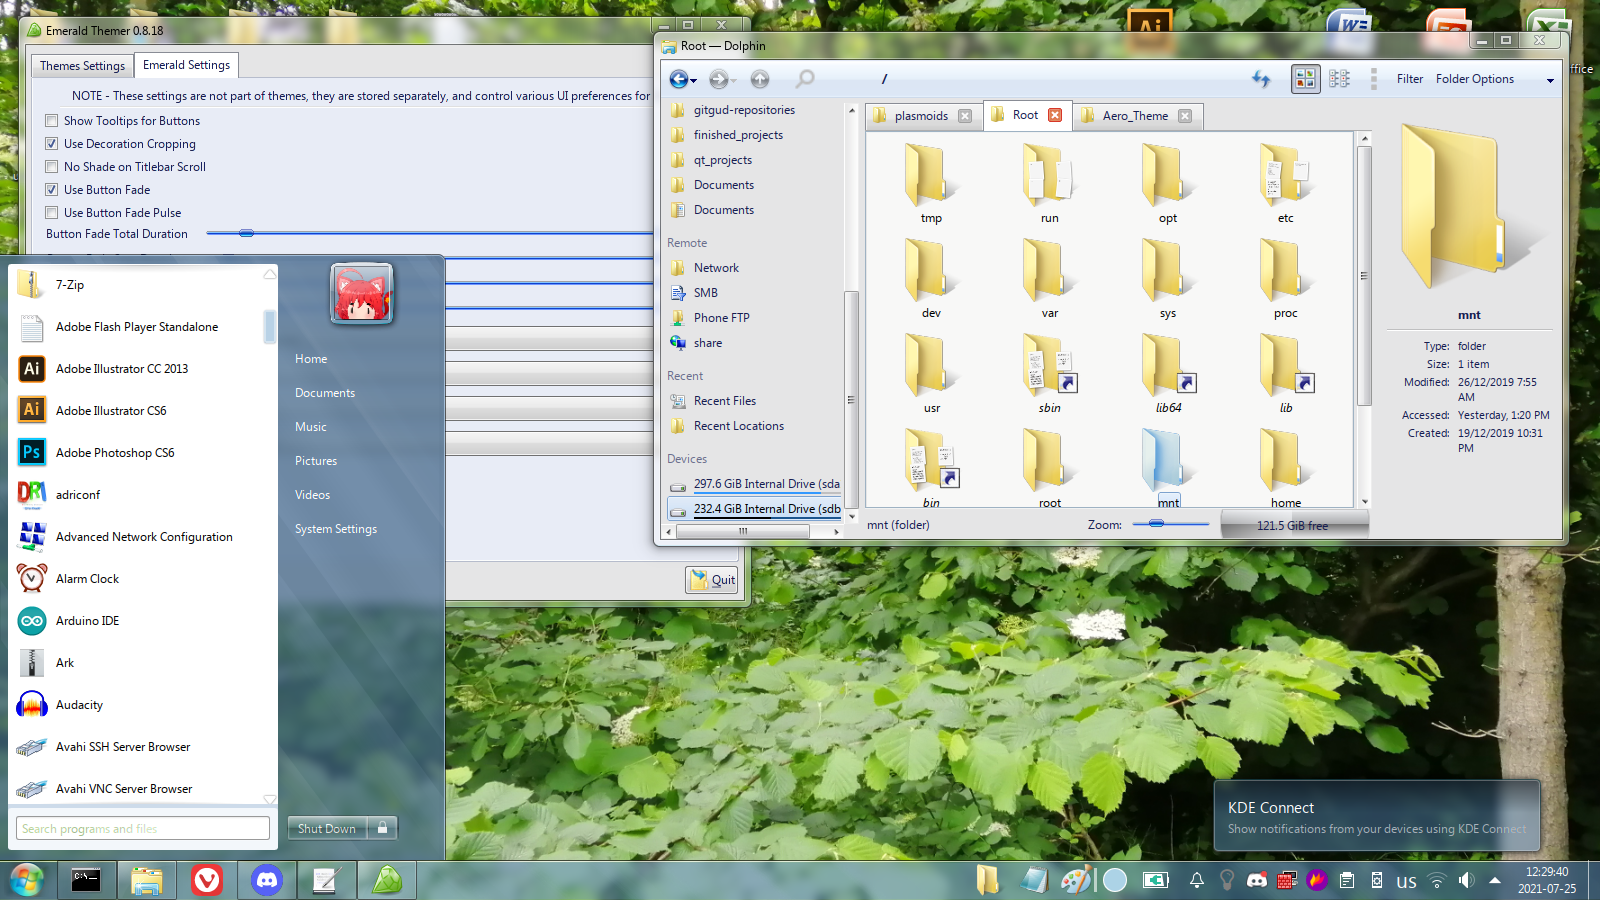 Emerald Themer 0.8.18
Themes Settings
Emerald Settings
NOTE - These settings are not part of themes, they are stored separately, and control various UI preferences for
Show Tooltips for Buttons
Use Decoration Cropping
No Shade on Titlebar Scroll
Use Button Fade
Use Button Fade Pulse
Button Fade Total Duration
Quit
7-Zip
Adobe Flash Player Standalone
Adobe Illustrator CC 2013
Adobe Illustrator CS6
Adobe Photoshop CS6
adriconf
Advanced Network Configuration
Alarm Clock
Arduino IDE
Ark
Audacity
Avahi SSH Server Browser
Avahi VNC Server Browser
Search programs and files
Home
Documents
Music
Pictures
Videos
System Settings
Shut Down
Root — Dolphin
/
Filter
Folder Options
gitgud-repositories
finished_projects
qt_projects
Documents
Documents
Remote
Network
SMB
Phone FTP
share
Recent
Recent Files
Recent Locations
Devices
297.6 GiB Internal Drive (sda
232.4 GiB Internal Drive (sdb
plasmoids
Root
Aero_Theme
tmp
run
opt
etc
dev
var
sys
proc
usr
sbin
lib64
lib
bin
root
mnt
home
mnt (folder)
Zoom:
121.5 GiB free
mnt
Type: folder
Size: 1 item
Modified: 26/12/2019 7:55
AM
Accessed: Yesterday, 1:20 PM
Created: 19/12/2019 10:31
PM
Ai
ffice
KDE Connect
Show notifications from your devices using KDE Connect
us
12:29:40
2021-07-25